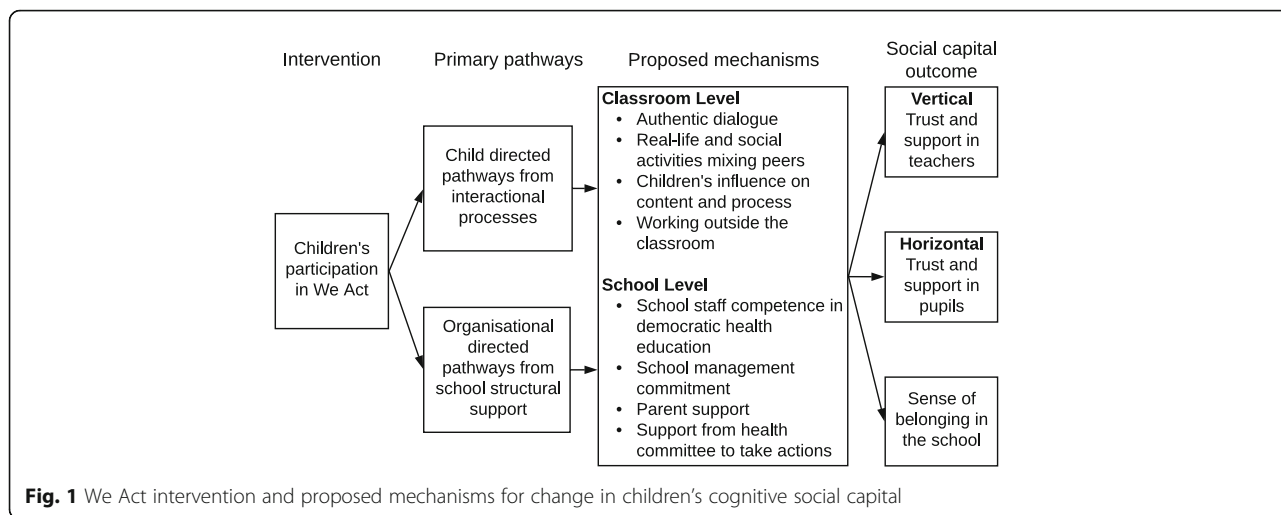 Intervention
Primary pathways
Proposed mechanisms
Social capital
outcome
Children's
participation
in We Act
Child directed
pathways from
interactional
processes
Organisational
directed
pathways from
school structural
support
Classroom Level
• Authentic dialogue
• Real-life and social
activities mixing peers
• Children's influence on
content and process
• Working outside the
classroom
School Level
• School staff competence in
democratic health
education
• School management
commitment
• Parent support
• Support from health
committee to take actions
Vertical
Trust and
support in
teachers
Horizontal
Trust and
support in
pupils
Sense of
belonging in
the school
Fig. 1 We Act intervention and proposed mechanisms for change in children’s cognitive social capital